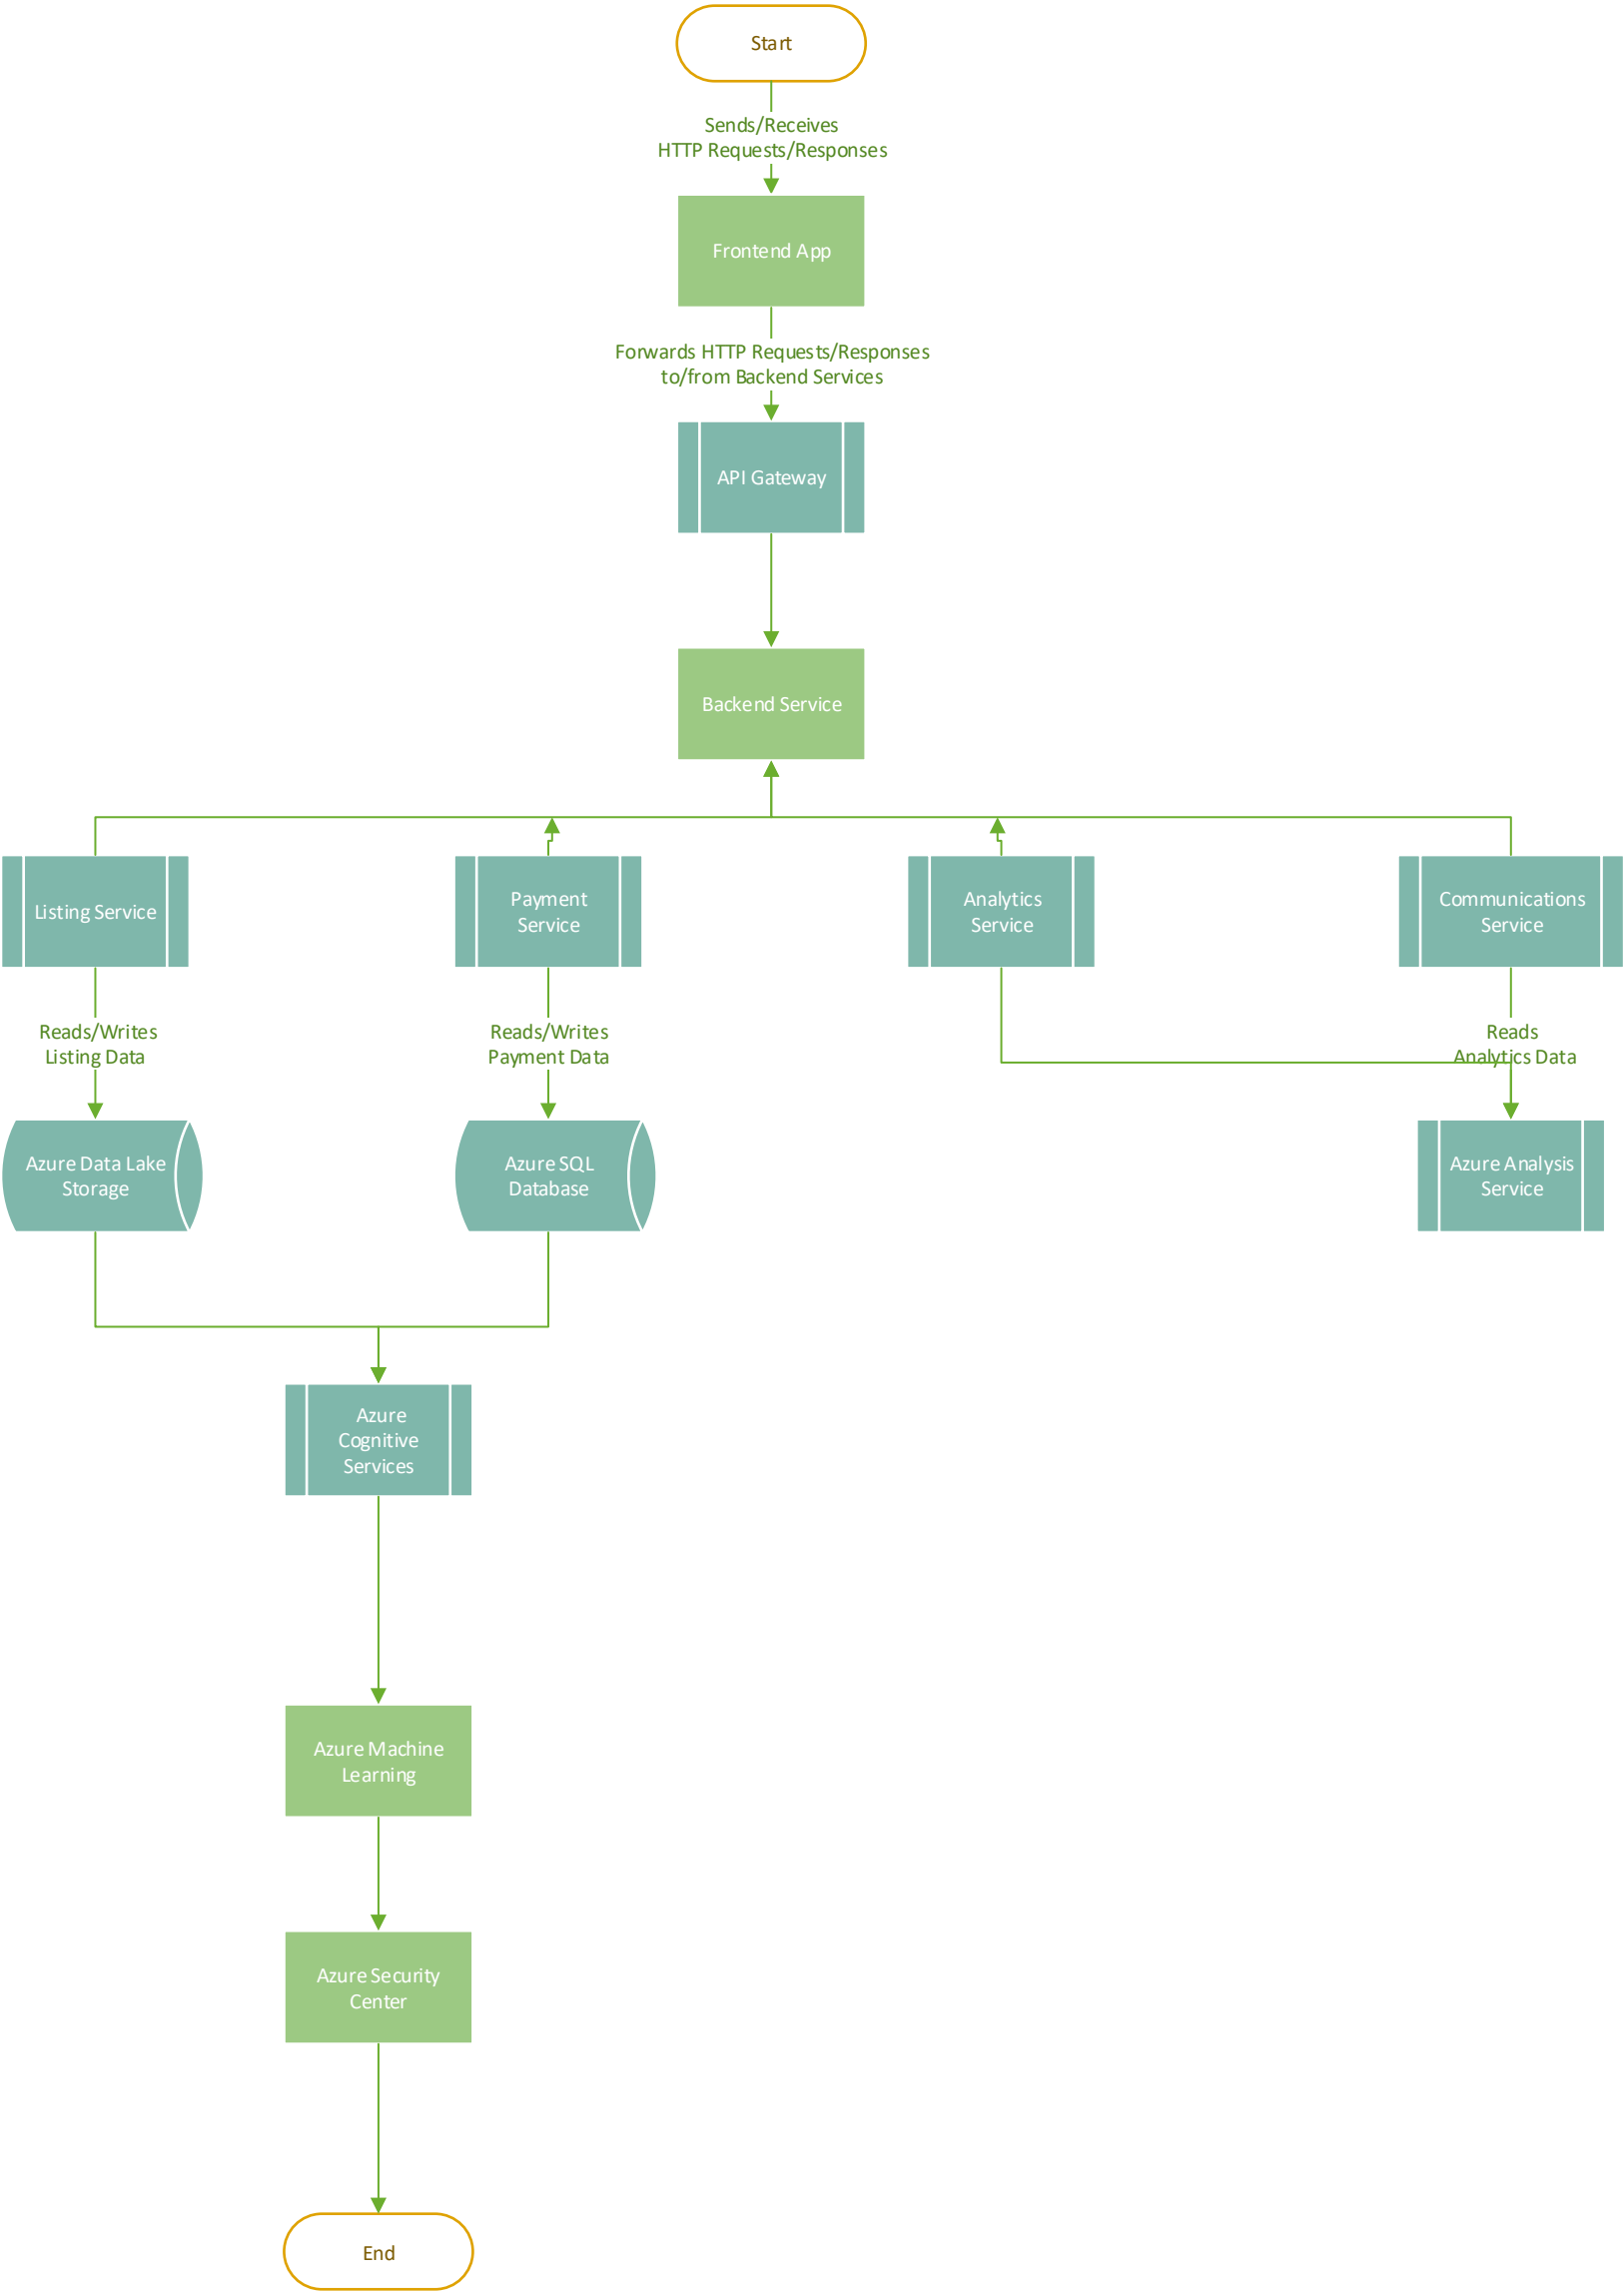 Start
Sends/Receives
HTTP Requests/Responses
Frontend App
Forwards HTTP Requests/Responses
to/from Backend Services
API Gateway
Backend Service
Listing Service
Payment
Service
Analytics
Service
Communications
Service
Reads/Writes
Listing Data
Reads/Writes
Payment Data
Reads
Analytics Data
Azure Data Lake
Storage
Azure SQL
Database
Azure Analysis
Service
Azure
Cognitive
Services
Azure Machine
Learning
Azure Security
Center
End